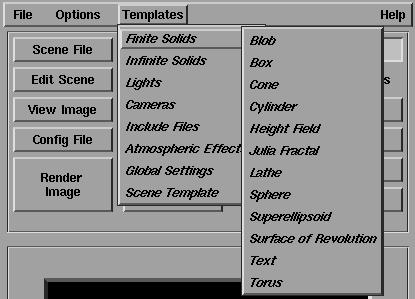 File Options Templates Help
Scene File
Edit Scene
View Image
Config File
Render
Image
Finite Solids
Infinite Solids
Lights
Cameras
Include Files
Atmospheric Effect
Global Settings
Scene Template
Blob
Box
Cone
Cylinder
Height Field
Julia Fractal
Lathe
Sphere
Superellipsoid
Surface of Revolution
Text
Torus